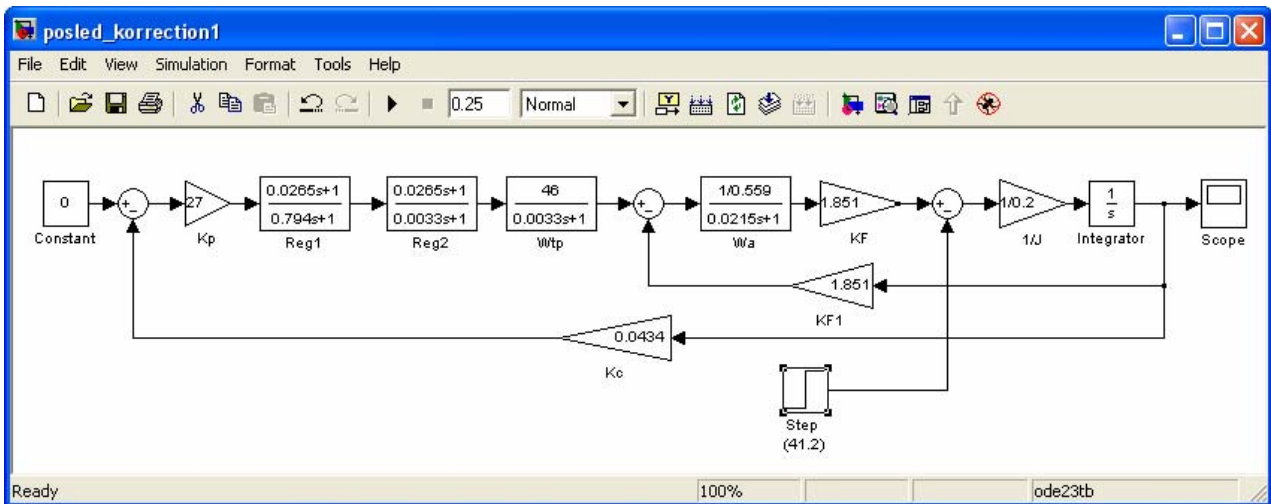 posled_korrection1
File Edit View Simulation Format Tools Help
0.25 Normal
0
Constant
27
Kp
0.0265s+1
0.794s+1
Reg1
0.0265s+1
0.0033s+1
Reg2
46
0.0033s+1
Wtp
1/0.559
0.0215s+1
Wa
1.851
KF
1/0.2
1/J
1
s
Integrator
Scope
1.851
KF1
0.0434
Kc
Step
(41.2)
Ready 100% ode23tb